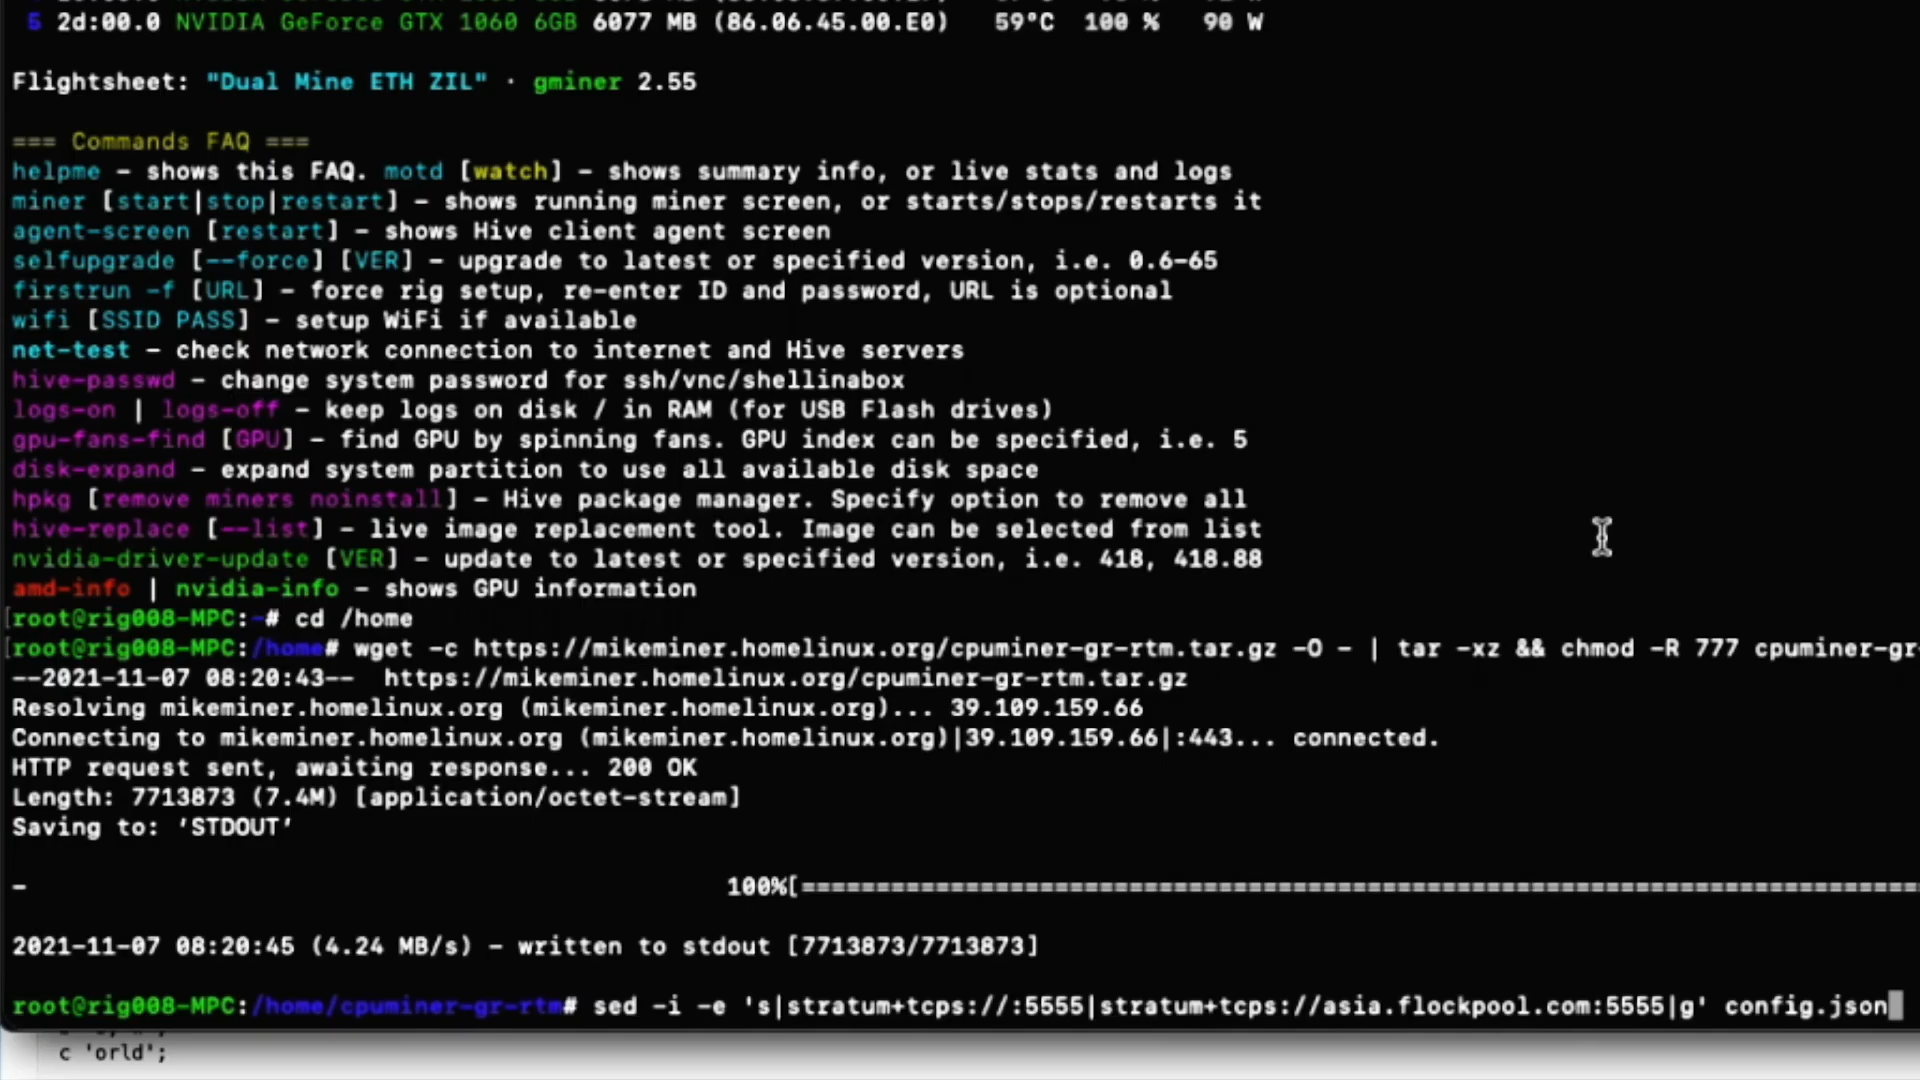 5 2d:00.0 NVIDIA GeForce GTX 1060 6GB 6077 MB (86.06.45.00.E0)   59°C  100 %   90 W
Flightsheet: "Dual Mine ETH ZIL" · gminer 2.55
=== Commands FAQ ===
helpme – shows this FAQ. motd [watch] – shows summary info, or live stats and logs
miner [start|stop|restart] – shows running miner screen, or starts/stops/restarts it
agent-screen [restart] – shows Hive client agent screen
selfupgrade [--force] [VER] – upgrade to latest or specified version, i.e. 0.6-65
firstrun -f [URL] – force rig setup, re-enter ID and password, URL is optional
wifi [SSID PASS] – setup WiFi if available
net-test – check network connection to internet and Hive servers
hive-passwd – change system password for ssh/vnc/shellinabox
logs-on | logs-off – keep logs on disk / in RAM (for USB Flash drives)
gpu-fans-find [GPU] – find GPU by spinning fans. GPU index can be specified, i.e. 5
disk-expand – expand system partition to use all available disk space
hpkg [remove miners noinstall] – Hive package manager. Specify option to remove all
hive-replace [--list] – live image replacement tool. Image can be selected from list
nvidia-driver-update [VER] – update to latest or specified version, i.e. 418, 418.88
amd-info | nvidia-info – shows GPU information
[root@rig008-MPC:~# cd /home
[root@rig008-MPC:/home# wget -c https://mikeminer.homelinux.org/cpuminer-gr-rtm.tar.gz -O - | tar -xz && chmod -R 777 cpuminer-gr-
--2021-11-07 08:20:43--  https://mikeminer.homelinux.org/cpuminer-gr-rtm.tar.gz
Resolving mikeminer.homelinux.org (mikeminer.homelinux.org)... 39.109.159.66
Connecting to mikeminer.homelinux.org (mikeminer.homelinux.org)|39.109.159.66|:443... connected.
HTTP request sent, awaiting response... 200 OK
Length: 7713873 (7.4M) [application/octet-stream]
Saving to: ‘STDOUT’
-                    100%[===========================================================================
2021-11-07 08:20:45 (4.24 MB/s) - written to stdout [7713873/7713873]
root@rig008-MPC:/home/cpuminer-gr-rtm# sed -i -e 's|stratum+tcps://:5555|stratum+tcps://asia.flockpool.com:5555|g' config.json
c 'orld';